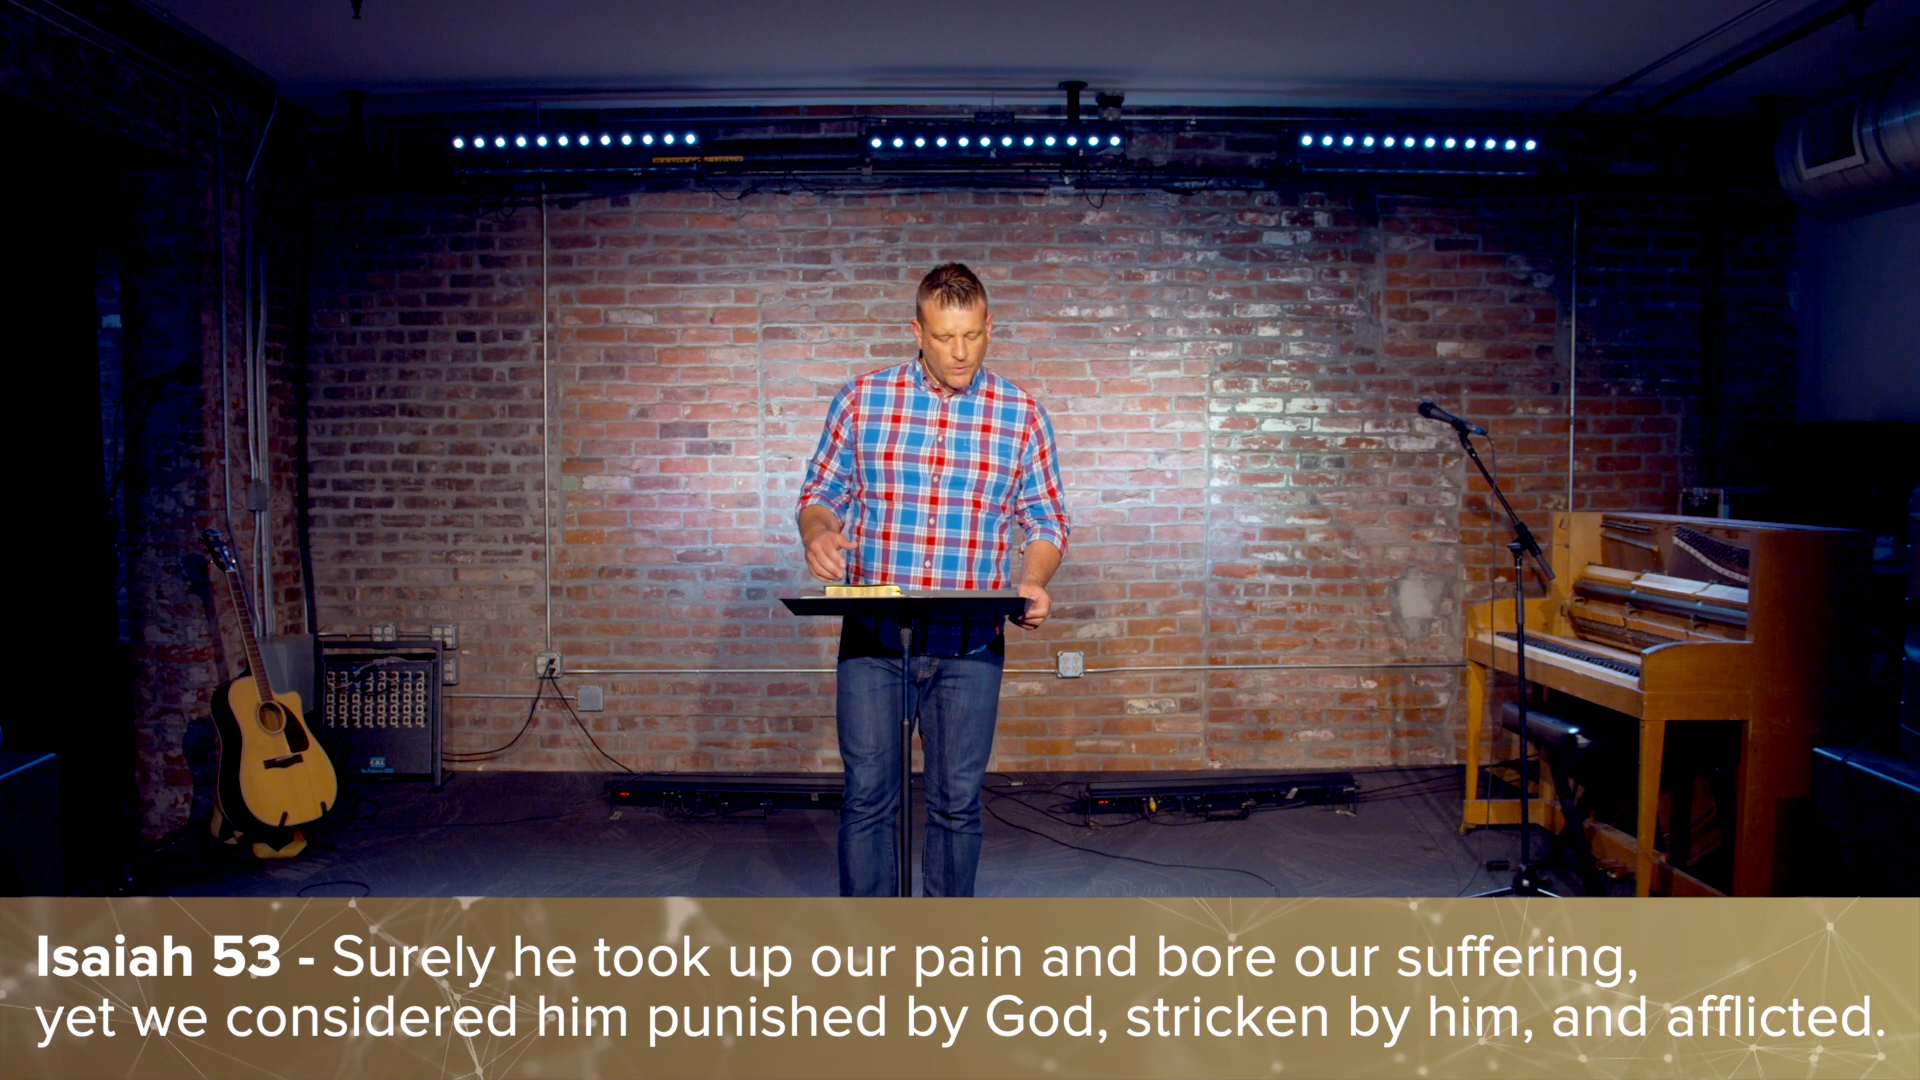 Isaiah 53 - Surely he took up our pain and bore our suffering,
yet we considered him punished by God, stricken by him, and afflicted.